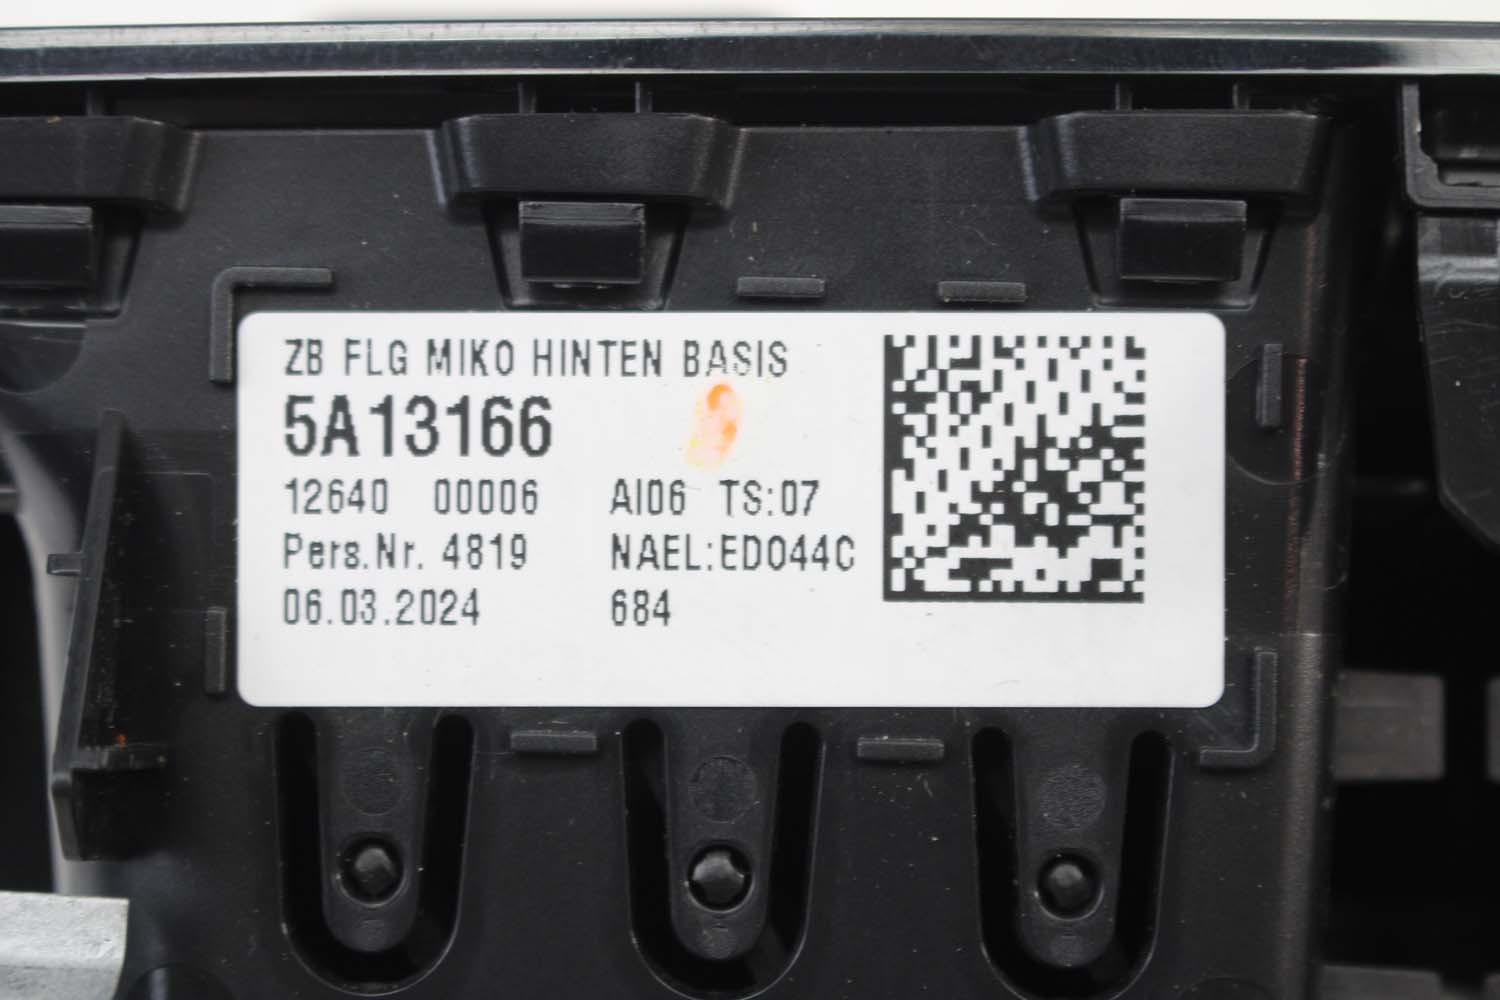 ZB FLG MIKO HINTEN BASIS
5A13166
12640 00006 AI06 TS:07
Pers.Nr. 4819 NAEL:ED044C
06.03.2024 684